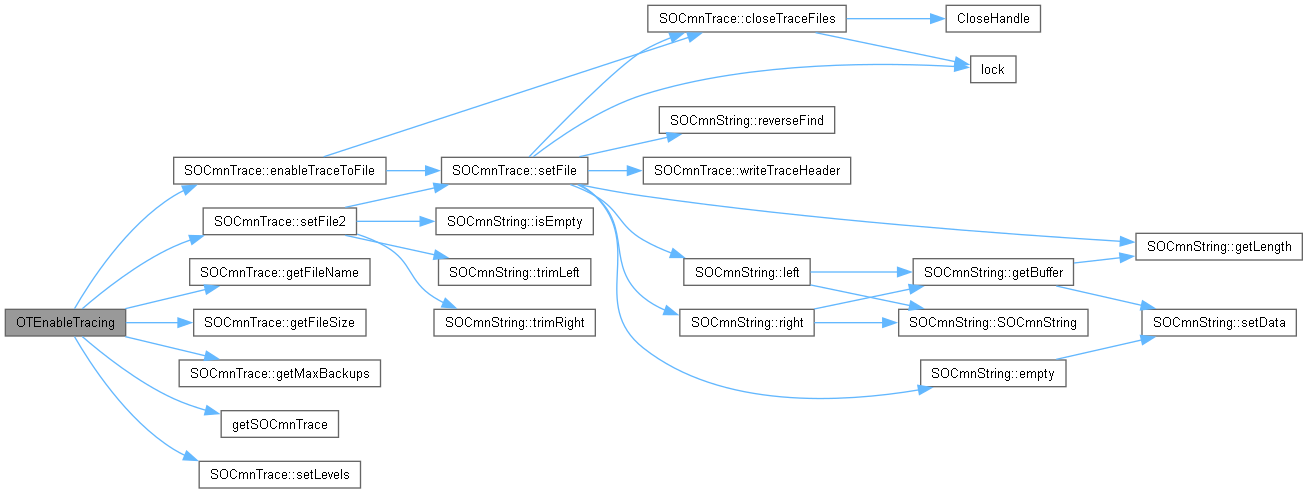 SOCmnTrace::closeTraceFiles
CloseHandle
lock
SOCmnString::reverseFind
SOCmnTrace::enableTraceToFile
SOCmnTrace::setFile
SOCmnTrace::writeTraceHeader
SOCmnTrace::setFile2
SOCmnString::isEmpty
SOCmnString::getLength
SOCmnTrace::getFileName
SOCmnString::trimLeft
SOCmnString::left
SOCmnString::getBuffer
OTEnableTracing
SOCmnTrace::getFileSize
SOCmnString::trimRight
SOCmnString::right
SOCmnString::SOCmnString
SOCmnString::setData
SOCmnTrace::getMaxBackups
SOCmnString::empty
getSOCmnTrace
SOCmnTrace::setLevels